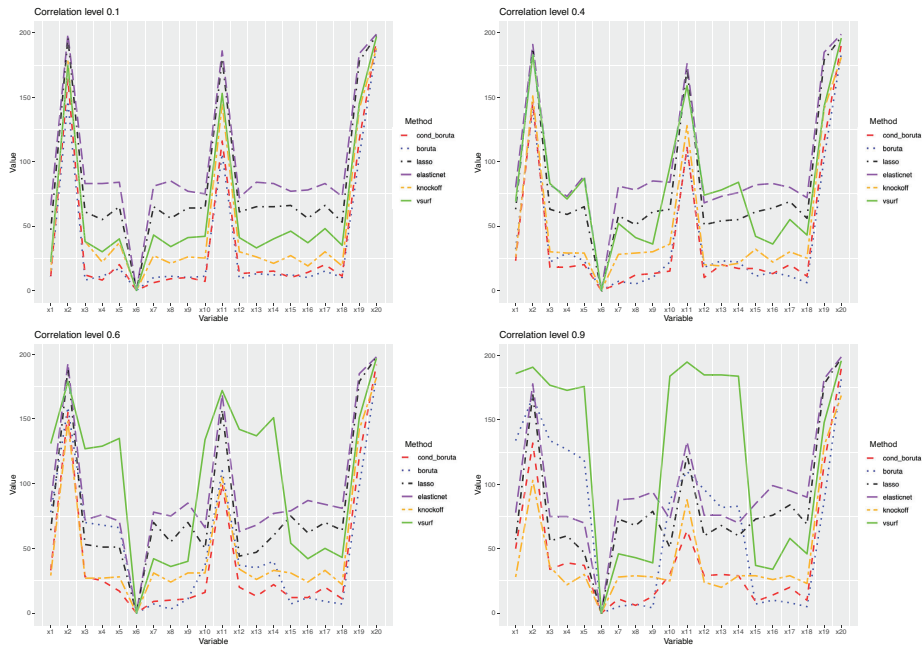 Correlation level 0.1
200
150
100
50
0
Value
x1 x2 x3 x4 x5 x6 x7 x8 x9 x10 x11 x12 x13 x14 x15 x16 x17 x18 x19 x20
Variable
Method
cond_boruta
boruta
lasso
elasticnet
knockoff
vsurf
Correlation level 0.4
200
150
100
50
0
Value
x1 x2 x3 x4 x5 x6 x7 x8 x9 x10 x11 x12 x13 x14 x15 x16 x17 x18 x19 x20
Variable
Method
cond_boruta
boruta
lasso
elasticnet
knockoff
vsurf
Correlation level 0.6
200
150
100
50
0
Value
x1 x2 x3 x4 x5 x6 x7 x8 x9 x10 x11 x12 x13 x14 x15 x16 x17 x18 x19 x20
Variable
Method
cond_boruta
boruta
lasso
elasticnet
knockoff
vsurf
Correlation level 0.9
200
150
100
50
0
Value
x1 x2 x3 x4 x5 x6 x7 x8 x9 x10 x11 x12 x13 x14 x15 x16 x17 x18 x19 x20
Variable
Method
cond_boruta
boruta
lasso
elasticnet
knockoff
vsurf